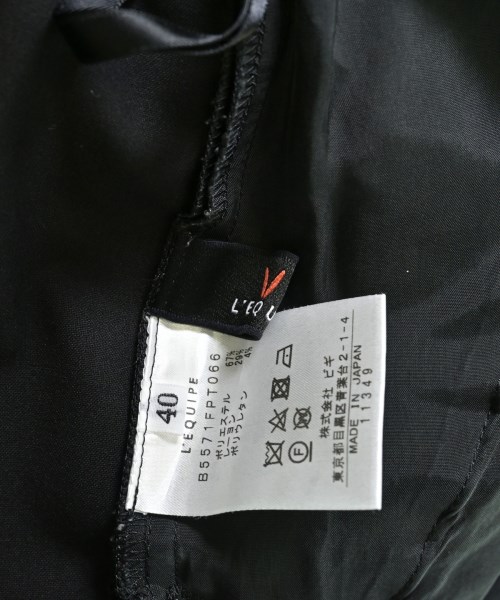 L'EQ
40
L'EQUIPE
B5571FPT066
ポリエステル 67%
レーヨン 29%
ポリウレタン 4%
株式会社 ビギ
東京都目黒区青葉台2-1-4
MADE IN JAPAN
11349